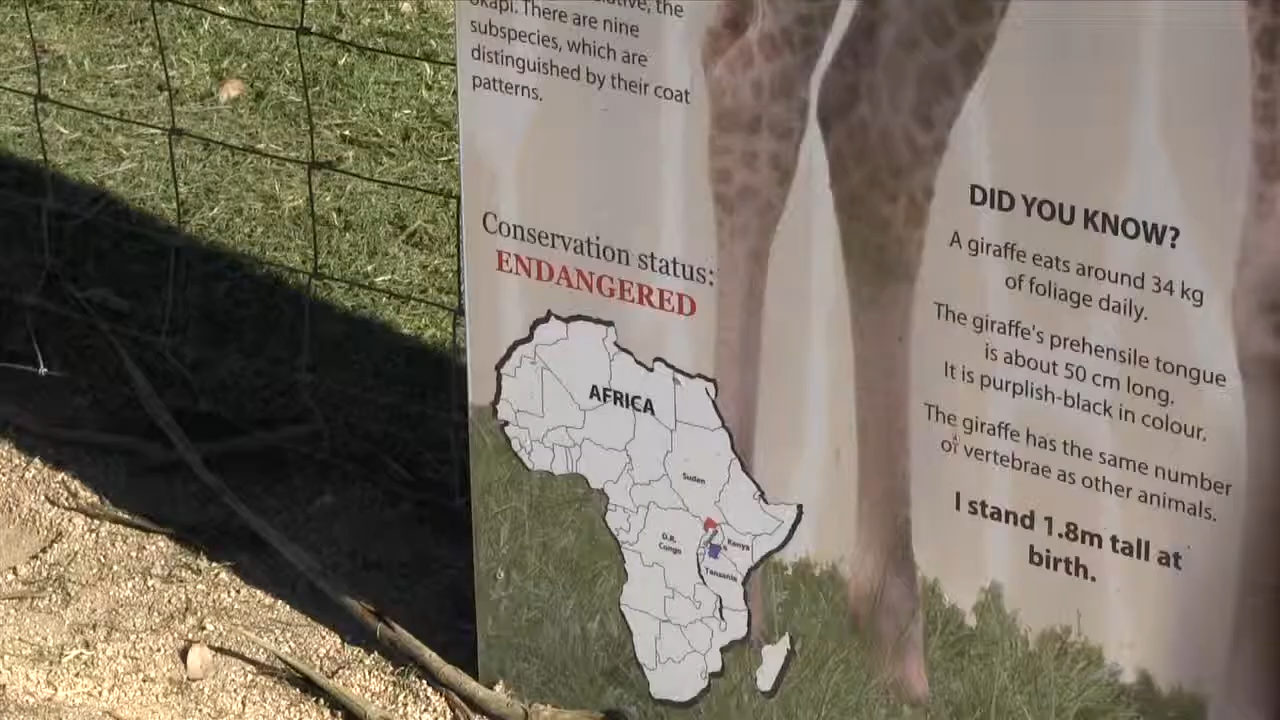 okapi. There are nine
subspecies, which are
distinguished by their coat
patterns.
Conservation status:
ENDANGERED
AFRICA
Sudan
D.R.
Congo
Kenya
Tanzania
DID YOU KNOW?
A giraffe eats around 34 kg
of foliage daily.
The giraffe's prehensile tongue
is about 50 cm long.
It is purplish-black in colour.
The giraffe has the same number
of vertebrae as other animals.
I stand 1.8m tall at
birth.